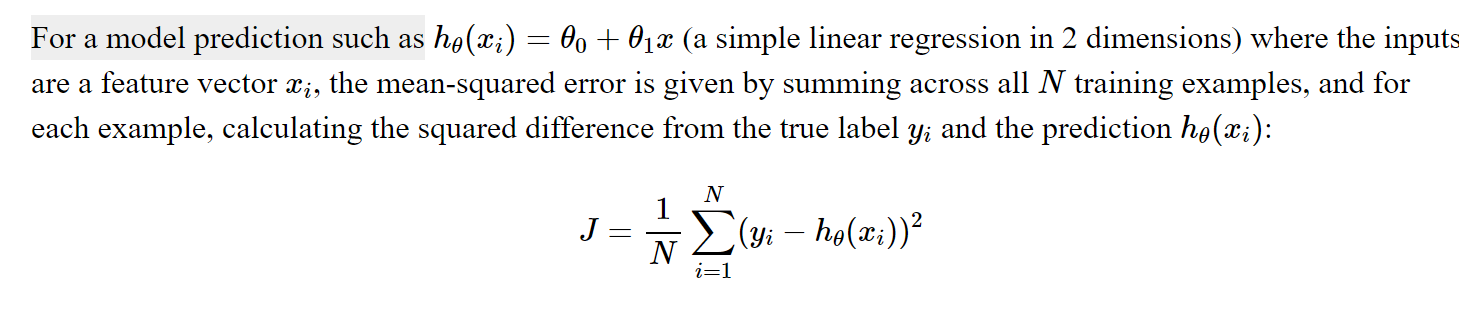 For a model prediction such as hθ(xᵢ) = θ₀ + θ₁x (a simple linear regression in 2 dimensions) where the inputs
are a feature vector xᵢ, the mean-squared error is given by summing across all N training examples, and for
each example, calculating the squared difference from the true label yᵢ and the prediction hθ(xᵢ):
J = 1/N ∑ᵢ₌₁ᴺ (yᵢ − hθ(xᵢ))²